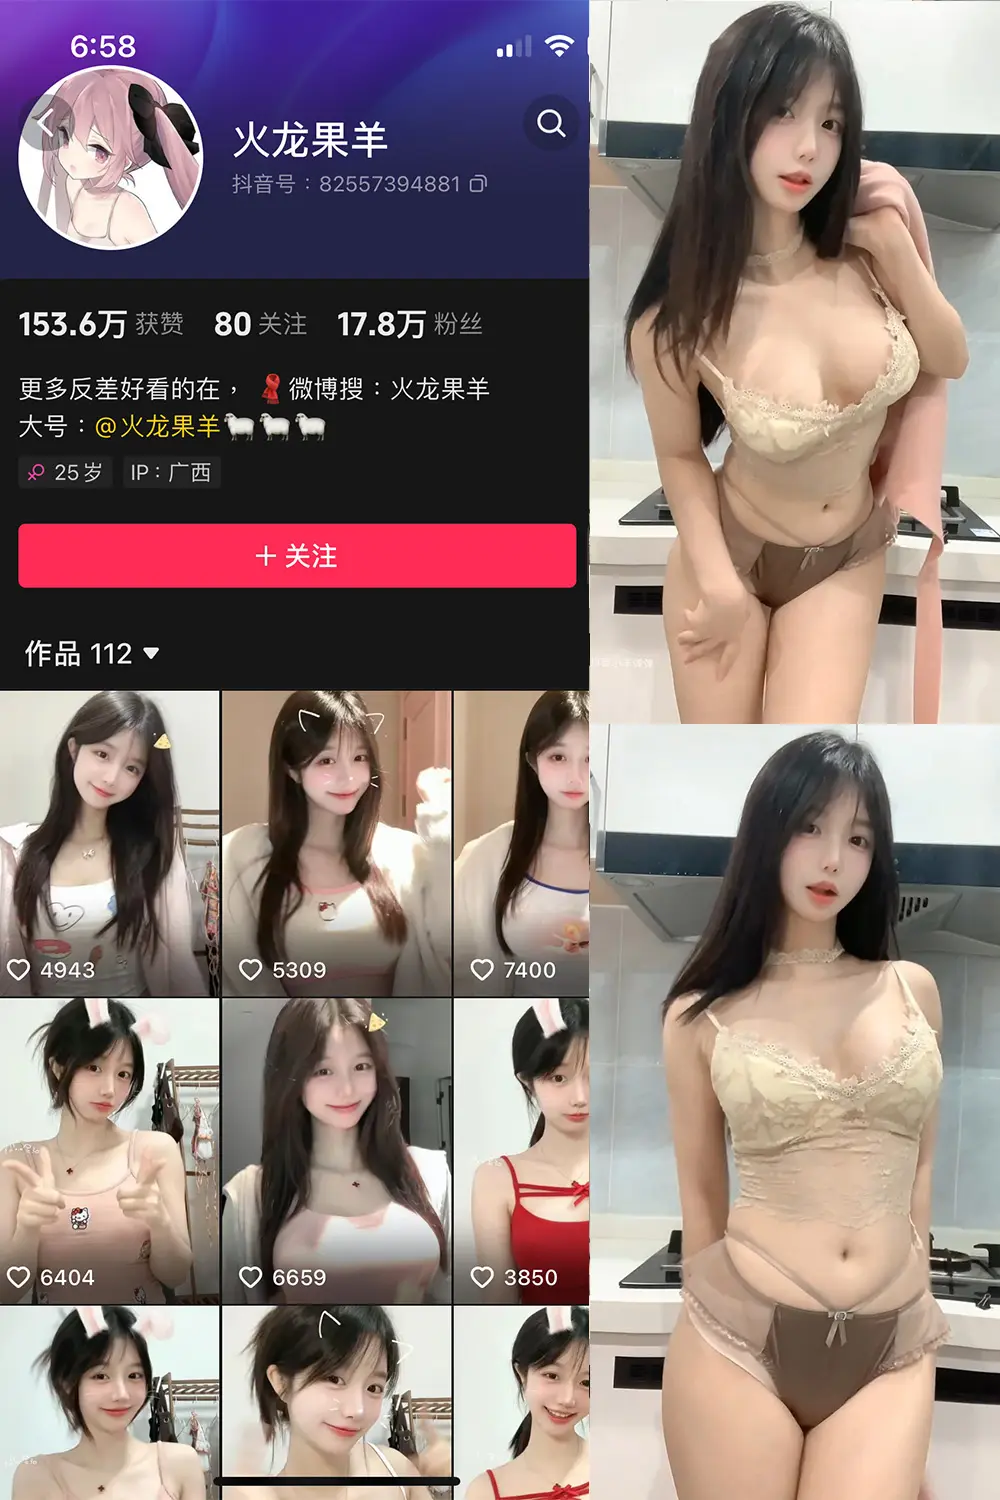 6:58
火龙果羊
抖音号：82557394881
153.6万 获赞 80 关注 17.8万 粉丝
更多反差好看的在， 🧣微博搜：火龙果羊
大号：@火龙果羊🐑🐑🐑
25岁 IP：广西
＋ 关注
作品 112
4943 5309 7400
6404 6659 3850